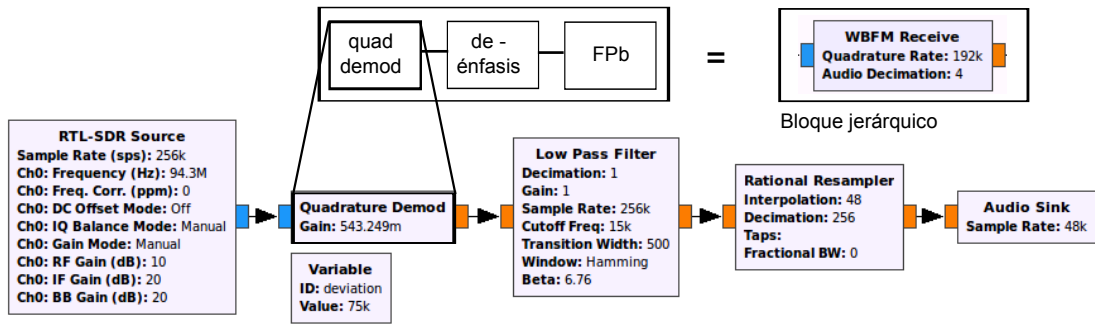 quad
demod
de -
énfasis
FPb
=
WBFM Receive
Quadrature Rate: 192k
Audio Decimation: 4
Bloque jerárquico
RTL-SDR Source
Sample Rate (sps): 256k
Ch0: Frequency (Hz): 94.3M
Ch0: Freq. Corr. (ppm): 0
Ch0: DC Offset Mode: Off
Ch0: IQ Balance Mode: Manual
Ch0: Gain Mode: Manual
Ch0: RF Gain (dB): 10
Ch0: IF Gain (dB): 20
Ch0: BB Gain (dB): 20
Quadrature Demod
Gain: 543.249m
Variable
ID: deviation
Value: 75k
Low Pass Filter
Decimation: 1
Gain: 1
Sample Rate: 256k
Cutoff Freq: 15k
Transition Width: 500
Window: Hamming
Beta: 6.76
Rational Resampler
Interpolation: 48
Decimation: 256
Taps:
Fractional BW: 0
Audio Sink
Sample Rate: 48k